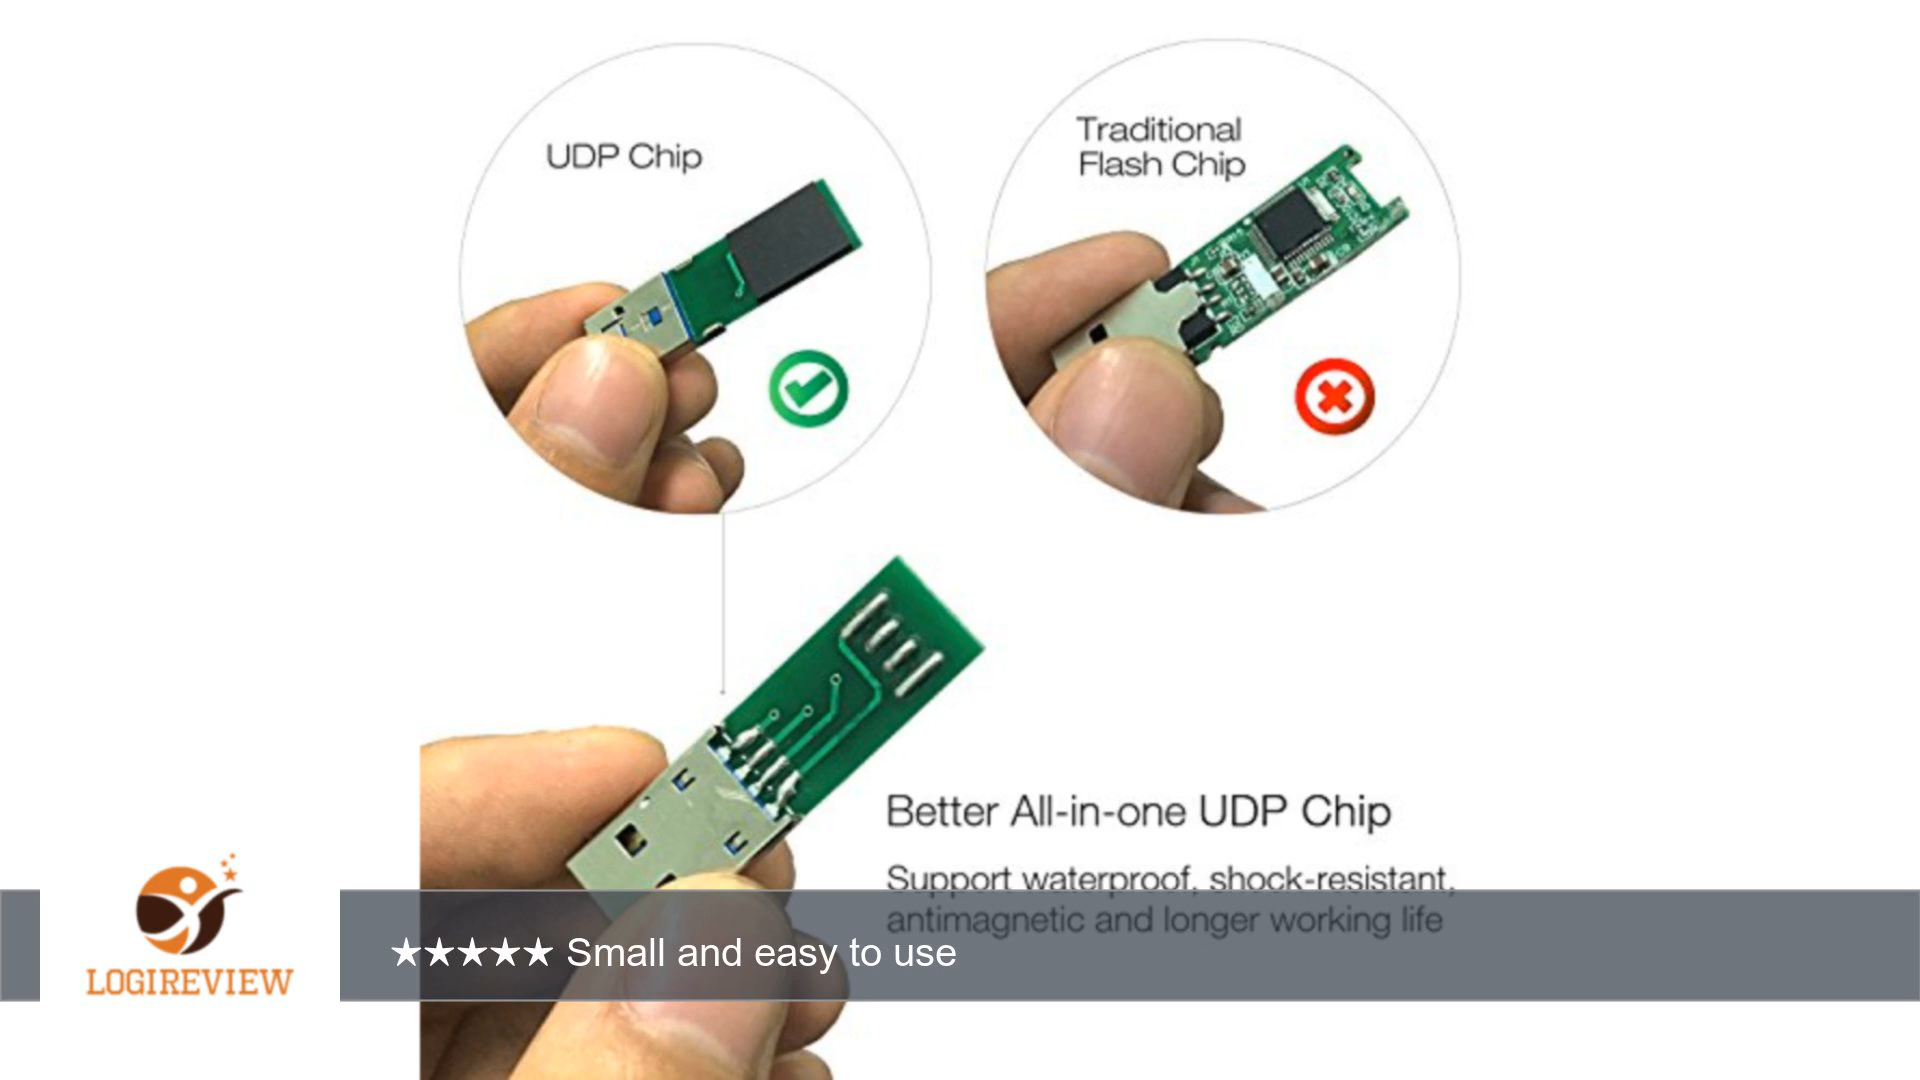 UDP Chip
Traditional
Flash Chip
Better All-in-one UDP Chip
Support waterproof, shock-resistant,
antimagnetic and longer working life
★★★★★ Small and easy to use
LOGIREVIEW